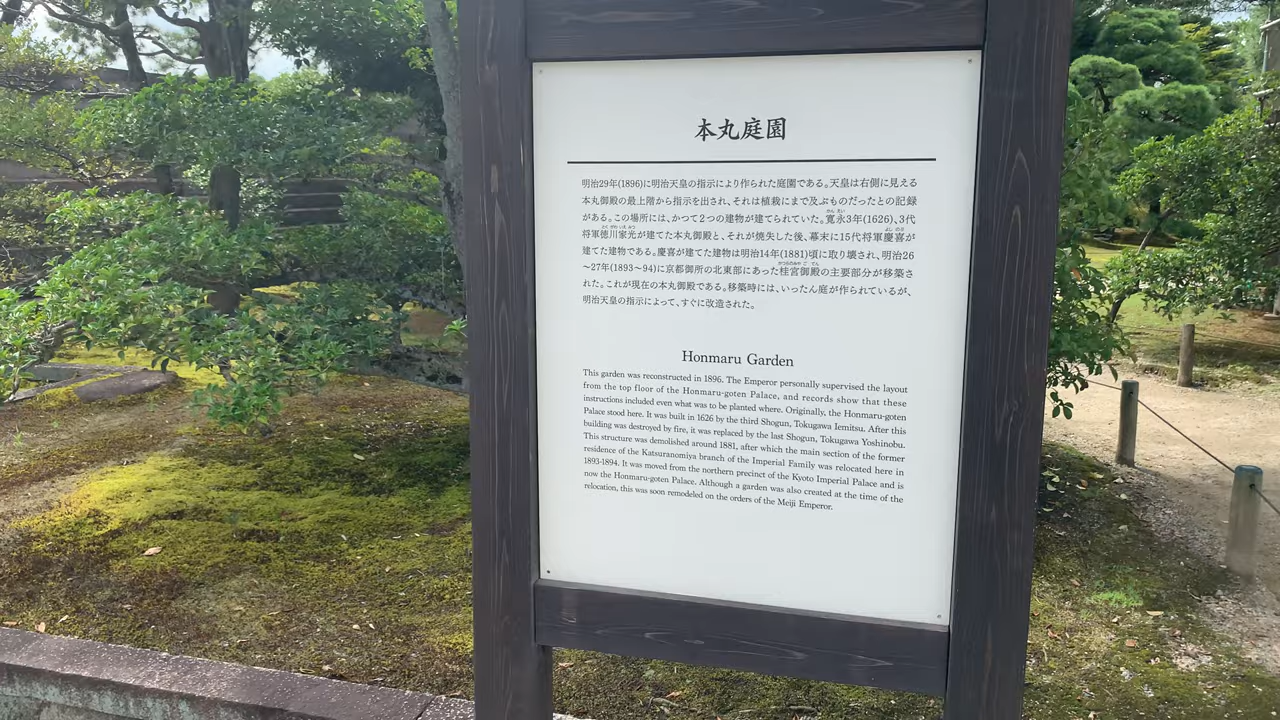 本丸庭園
明治29年(1896)に明治天皇の指示により作られた庭園である。天皇は右側に見える
本丸御殿の最上階から指示を出され、それは植栽にまで及ぶものだったとの記録
がある。この場所には、かつて2つの建物が建てられていた。寛永3年(1626)、3代
将軍徳川家光が建てた本丸御殿と、それが焼失した後、幕末に15代将軍慶喜が
建てた建物である。慶喜が建てた建物は明治14年(1881)頃に取り壊され、明治26
〜27年(1893〜94)に京都御所の北東部にあった桂宮御殿の主要部分が移築さ
れた。これが現在の本丸御殿である。移築時には、いったん庭が作られているが、
明治天皇の指示によって、すぐに改造された。
Honmaru Garden
This garden was reconstructed in 1896. The Emperor personally supervised the layout
from the top floor of the Honmaru-goten Palace, and records show that these
instructions included even what was to be planted where. Originally, the Honmaru-goten
Palace stood here. It was built in 1626 by the third Shogun, Tokugawa Iemitsu. After this
building was destroyed by fire, it was replaced by the last Shogun, Tokugawa Yoshinobu.
This structure was demolished around 1881, after which the main section of the former
residence of the Katsuranomiya branch of the Imperial Family was relocated here in
1893-1894. It was moved from the northern precinct of the Kyoto Imperial Palace and is
now the Honmaru-goten Palace. Although a garden was also created at the time of the
relocation, this was soon remodeled on the orders of the Meiji Emperor.